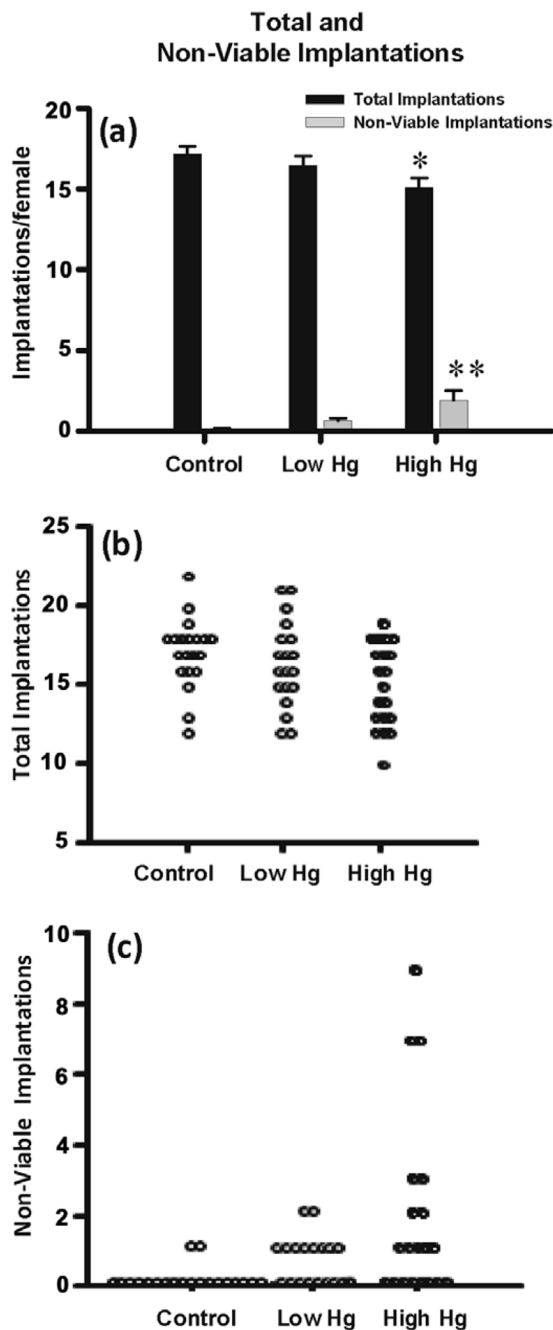 Total and
Non-Viable Implantations
(a)
Total Implantations
Non-Viable Implantations
Implantations/female
20
15
10
5
0
*
**
Control Low Hg High Hg
(b)
Total Implantations
25
20
15
10
5
Control Low Hg High Hg
(c)
Non-Viable Implantations
10
8
6
4
2
0
Control Low Hg High Hg